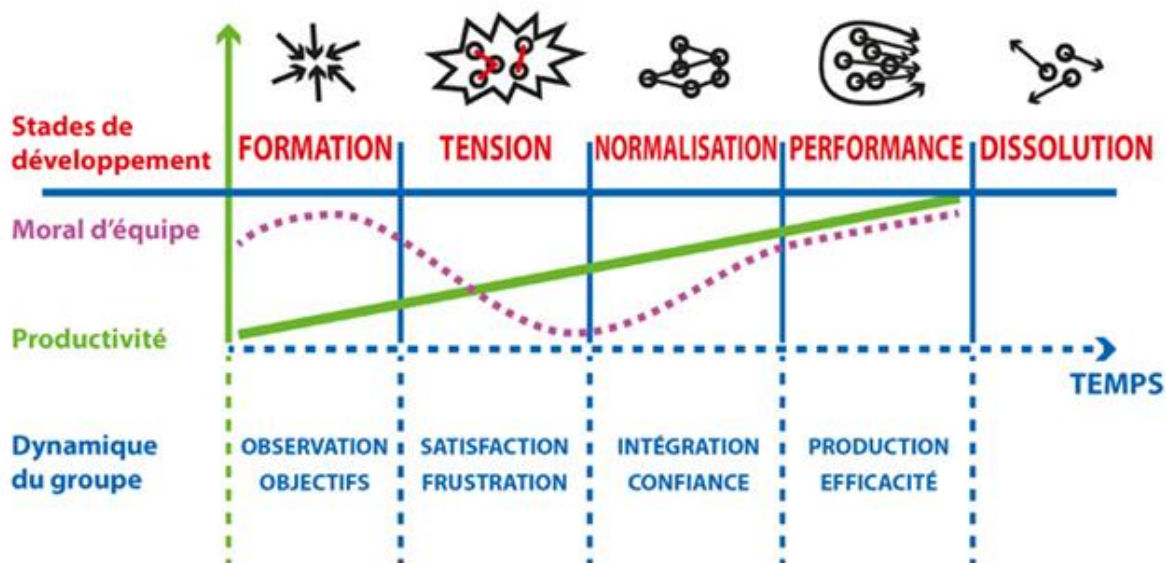 Stades de
développement
FORMATION
TENSION
NORMALISATION
PERFORMANCE
DISSOLUTION
Moral d'équipe
Productivité
TEMPS
Dynamique
du groupe
OBSERVATION
OBJECTIFS
SATISFACTION
FRUSTRATION
INTÉGRATION
CONFIANCE
PRODUCTION
EFFICACITÉ